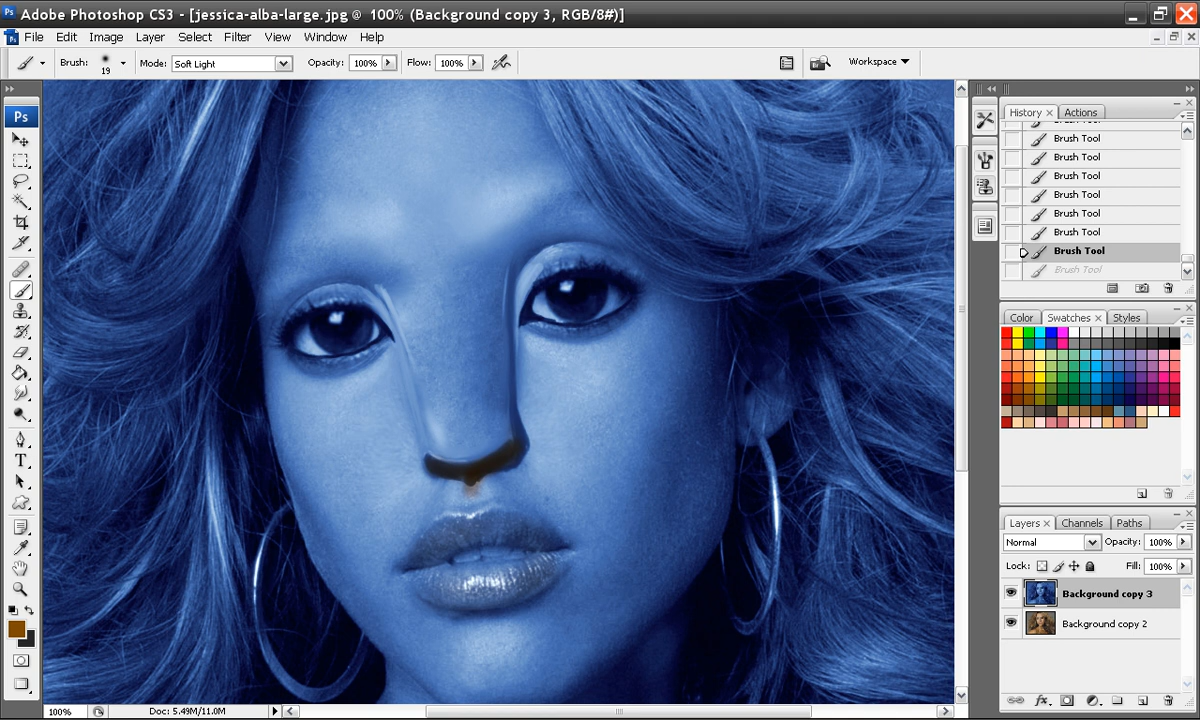 Adobe Photoshop CS3 - [jessica-alba-large.jpg @ 100% (Background copy 3, RGB/8#)]
File Edit Image Layer Select Filter View Window Help
Brush: 19 Mode: Soft Light Opacity: 100% Flow: 100% Workspace
Ps
History Actions
Brush Tool
Brush Tool
Brush Tool
Brush Tool
Brush Tool
Brush Tool
Brush Tool
Brush Tool
Color Swatches Styles
Layers Channels Paths
Normal Opacity: 100%
Lock: Fill: 100%
Background copy 3
Background copy 2
100% Doc: 5.49M/11.0M